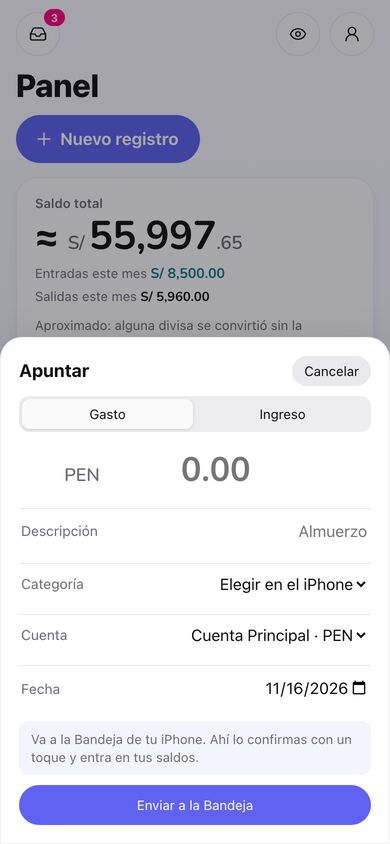 3
Panel
+ Nuevo registro
Saldo total
≈ S/ 55,997.65
Entradas este mes S/ 8,500.00
Salidas este mes S/ 5,960.00
Aproximado: alguna divisa se convirtió sin la
Apuntar
Cancelar
Gasto
Ingreso
PEN
0.00
Descripción
Almuerzo
Categoría
Elegir en el iPhone
Cuenta
Cuenta Principal · PEN
Fecha
11/16/2026
Va a la Bandeja de tu iPhone. Ahí lo confirmas con un
toque y entra en tus saldos.
Enviar a la Bandeja